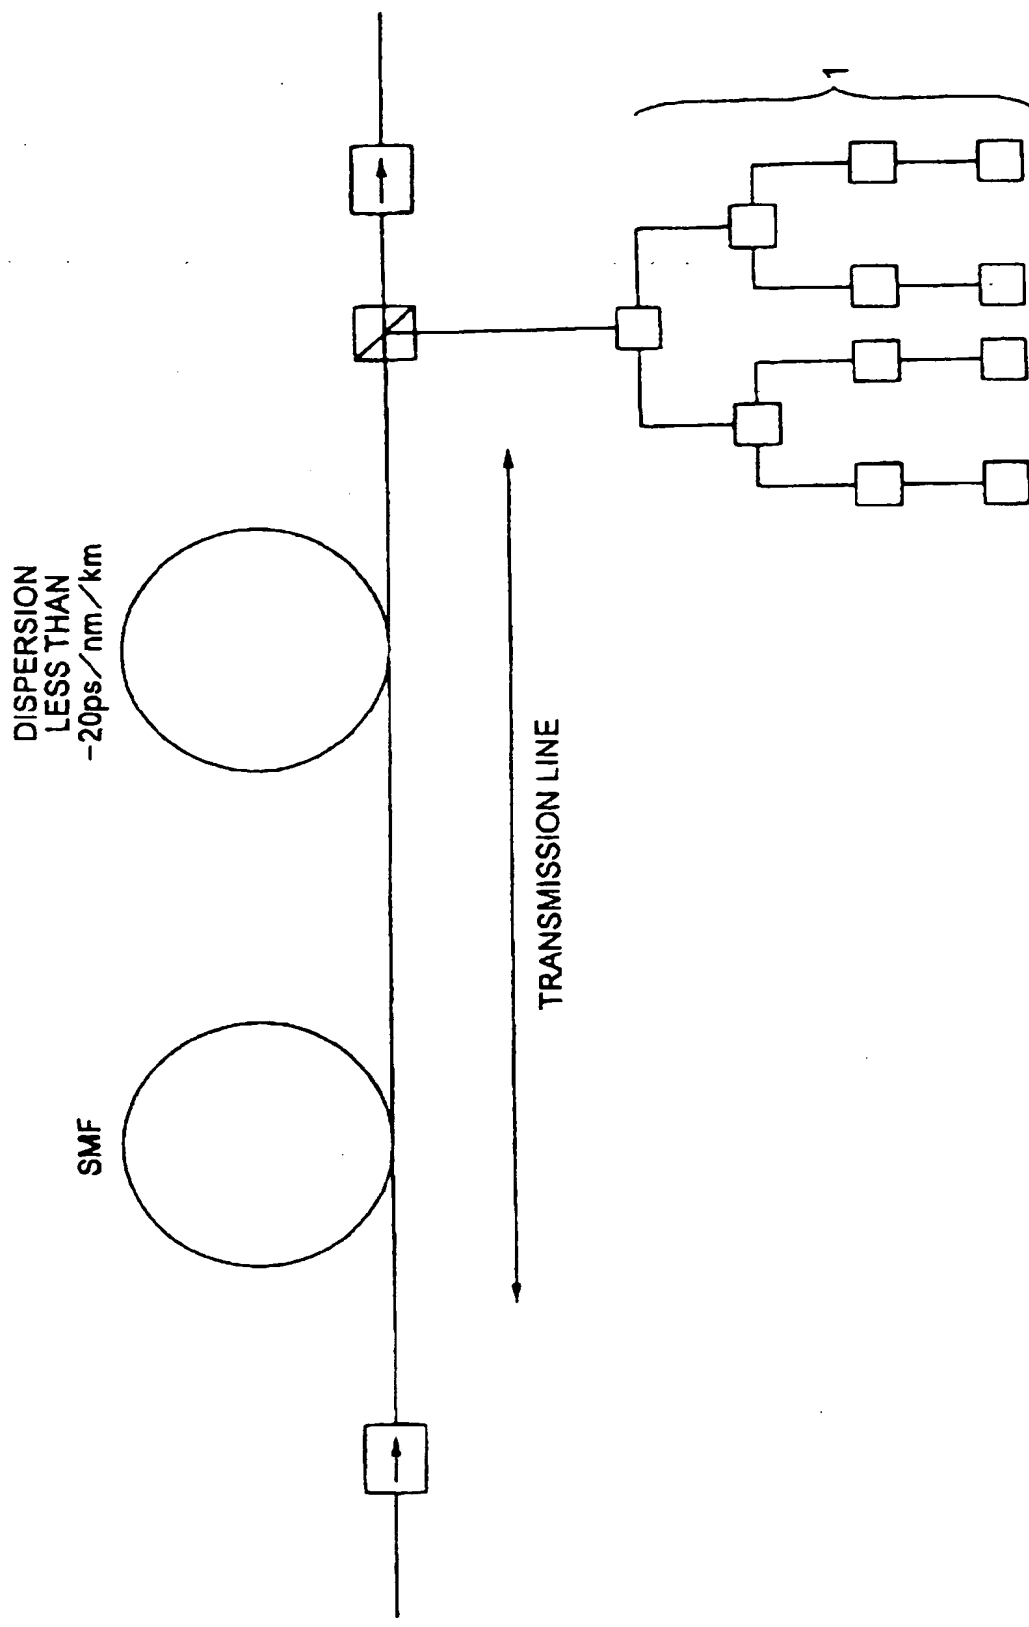 SMF
DISPERSION
LESS THAN
-20ps/nm/km
TRANSMISSION LINE
1